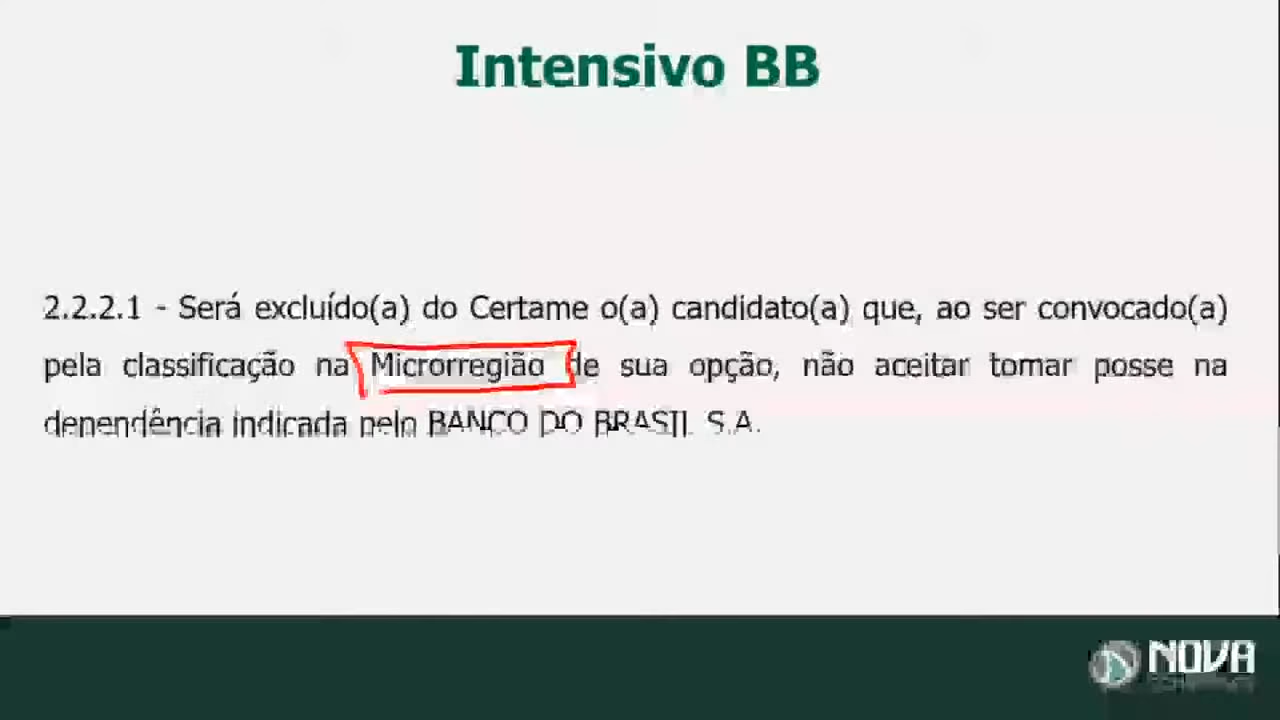 Intensivo BB
2.2.2.1 - Será excluído(a) do Certame o(a) candidato(a) que, ao ser convocado(a)
pela classificação na Microrregião de sua opção, não aceitar tomar posse na
dependência indicada pelo BANCO DO BRASIL S.A.
NOVA